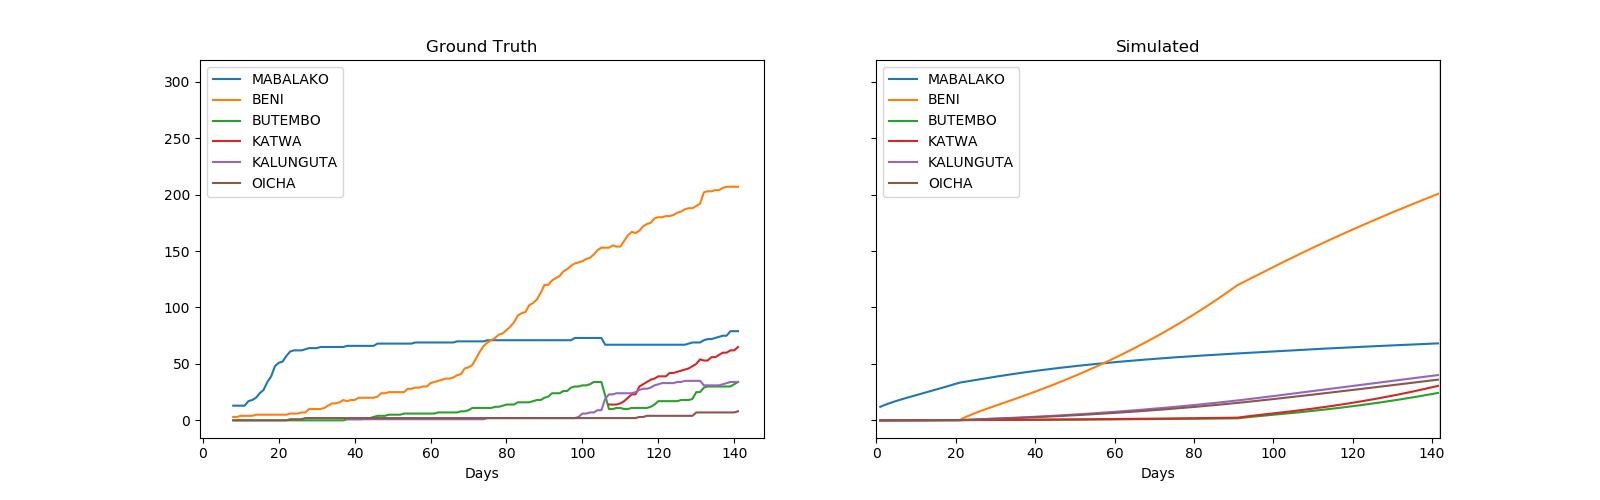 Ground Truth
300
250
200
150
100
50
0
MABALAKO
BENI
BUTEMBO
KATWA
KALUNGUTA
OICHA
0 20 40 60 80 100 120 140
Days
Simulated
MABALAKO
BENI
BUTEMBO
KATWA
KALUNGUTA
OICHA
0 20 40 60 80 100 120 140
Days